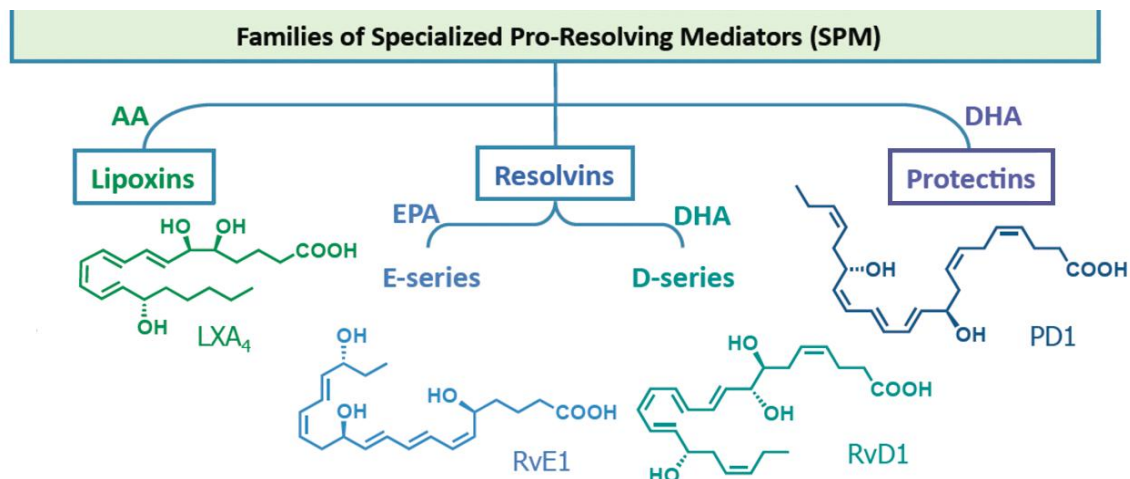 Families of Specialized Pro-Resolving Mediators (SPM)
AA
DHA
Lipoxins
Resolvins
Protectins
EPA
DHA
E-series
D-series
HO OH
COOH
OH
LXA4
OH
OH
HO
COOH
RvE1
HO
OH
COOH
HO
RvD1
OH
COOH
OH
PD1